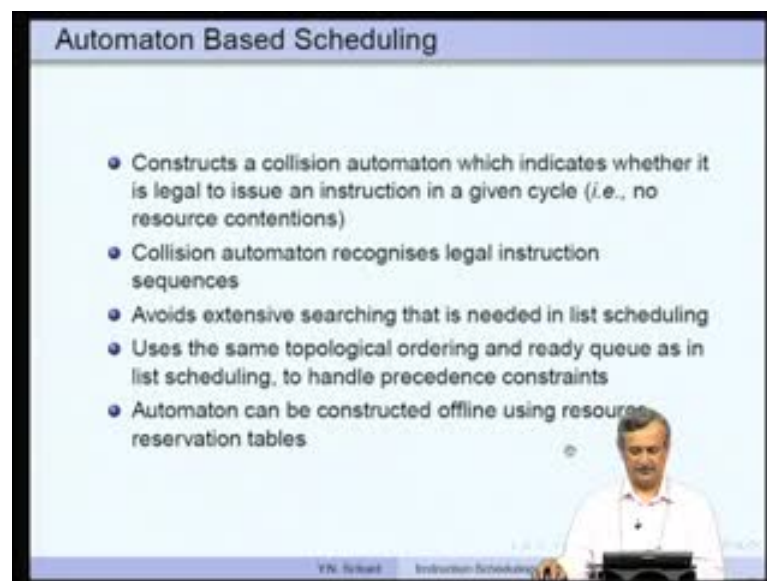 Automaton Based Scheduling
Constructs a collision automaton which indicates whether it
is legal to issue an instruction in a given cycle (i.e., no
resource contentions)
Collision automaton recognises legal instruction
sequences
Avoids extensive searching that is needed in list scheduling
Uses the same topological ordering and ready queue as in
list scheduling, to handle precedence constraints
Automaton can be constructed offline using resource
reservation tables
Y.N. Srikant Instruction Scheduling